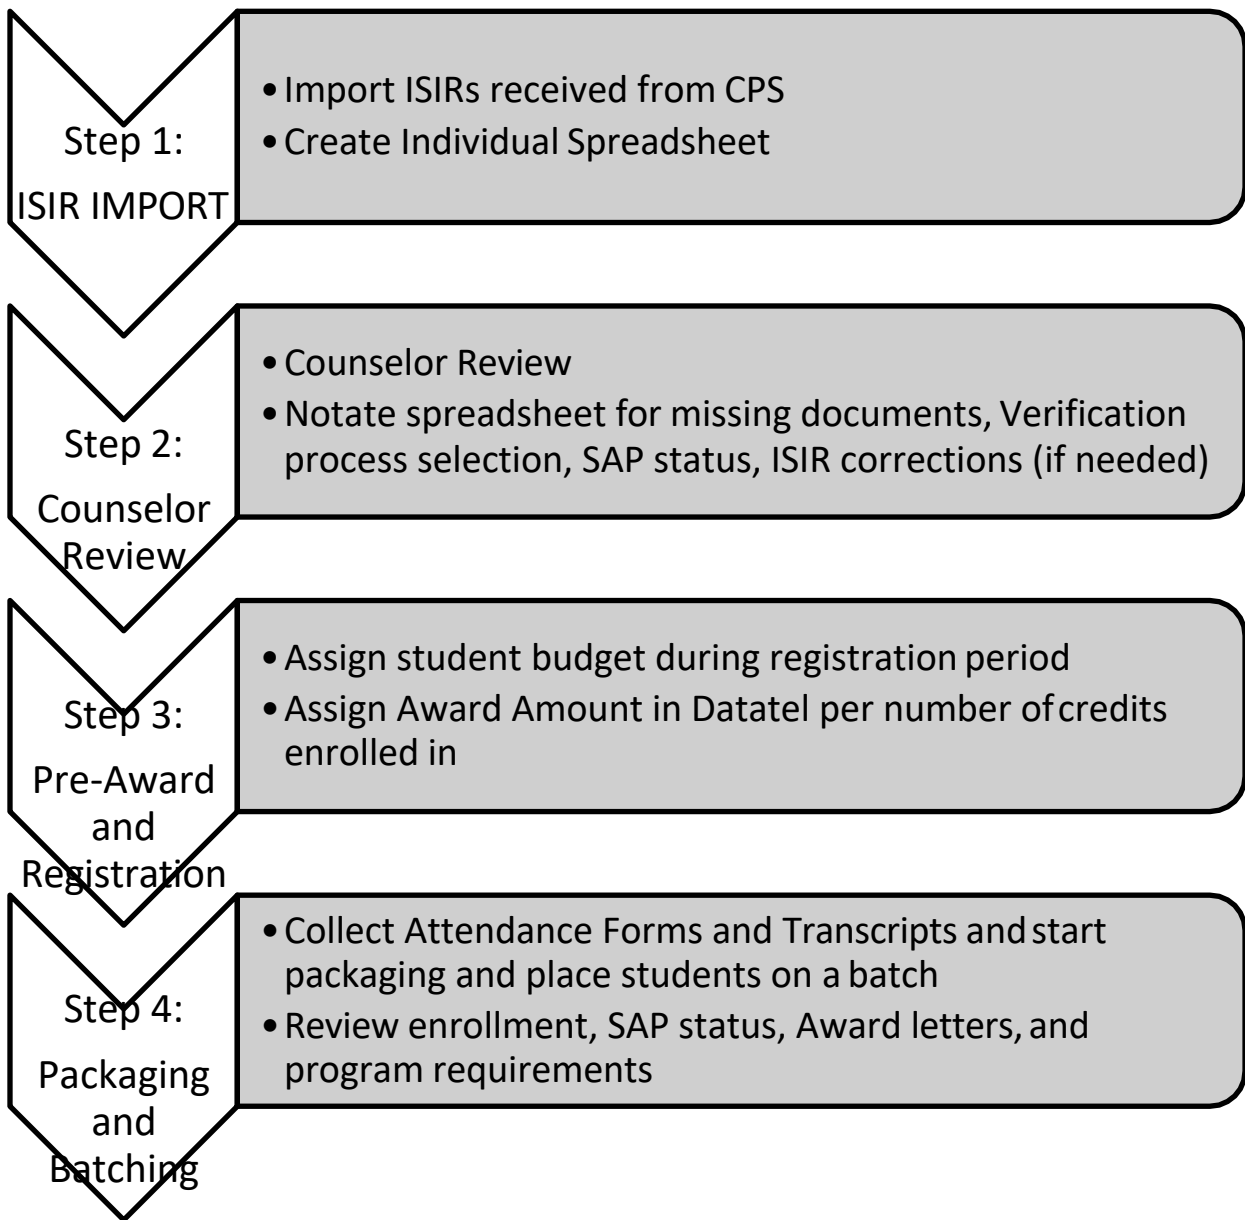 Step 1:
ISIR IMPORT
• Import ISIRs received from CPS
• Create Individual Spreadsheet
Step 2:
Counselor
Review
• Counselor Review
• Notate spreadsheet for missing documents, Verification
process selection, SAP status, ISIR corrections (if needed)
Step 3:
Pre-Award
and
Registration
• Assign student budget during registration period
• Assign Award Amount in Datatel per number of credits
enrolled in
Step 4:
Packaging
and
Batching
• Collect Attendance Forms and Transcripts and start
packaging and place students on a batch
• Review enrollment, SAP status, Award letters, and
program requirements